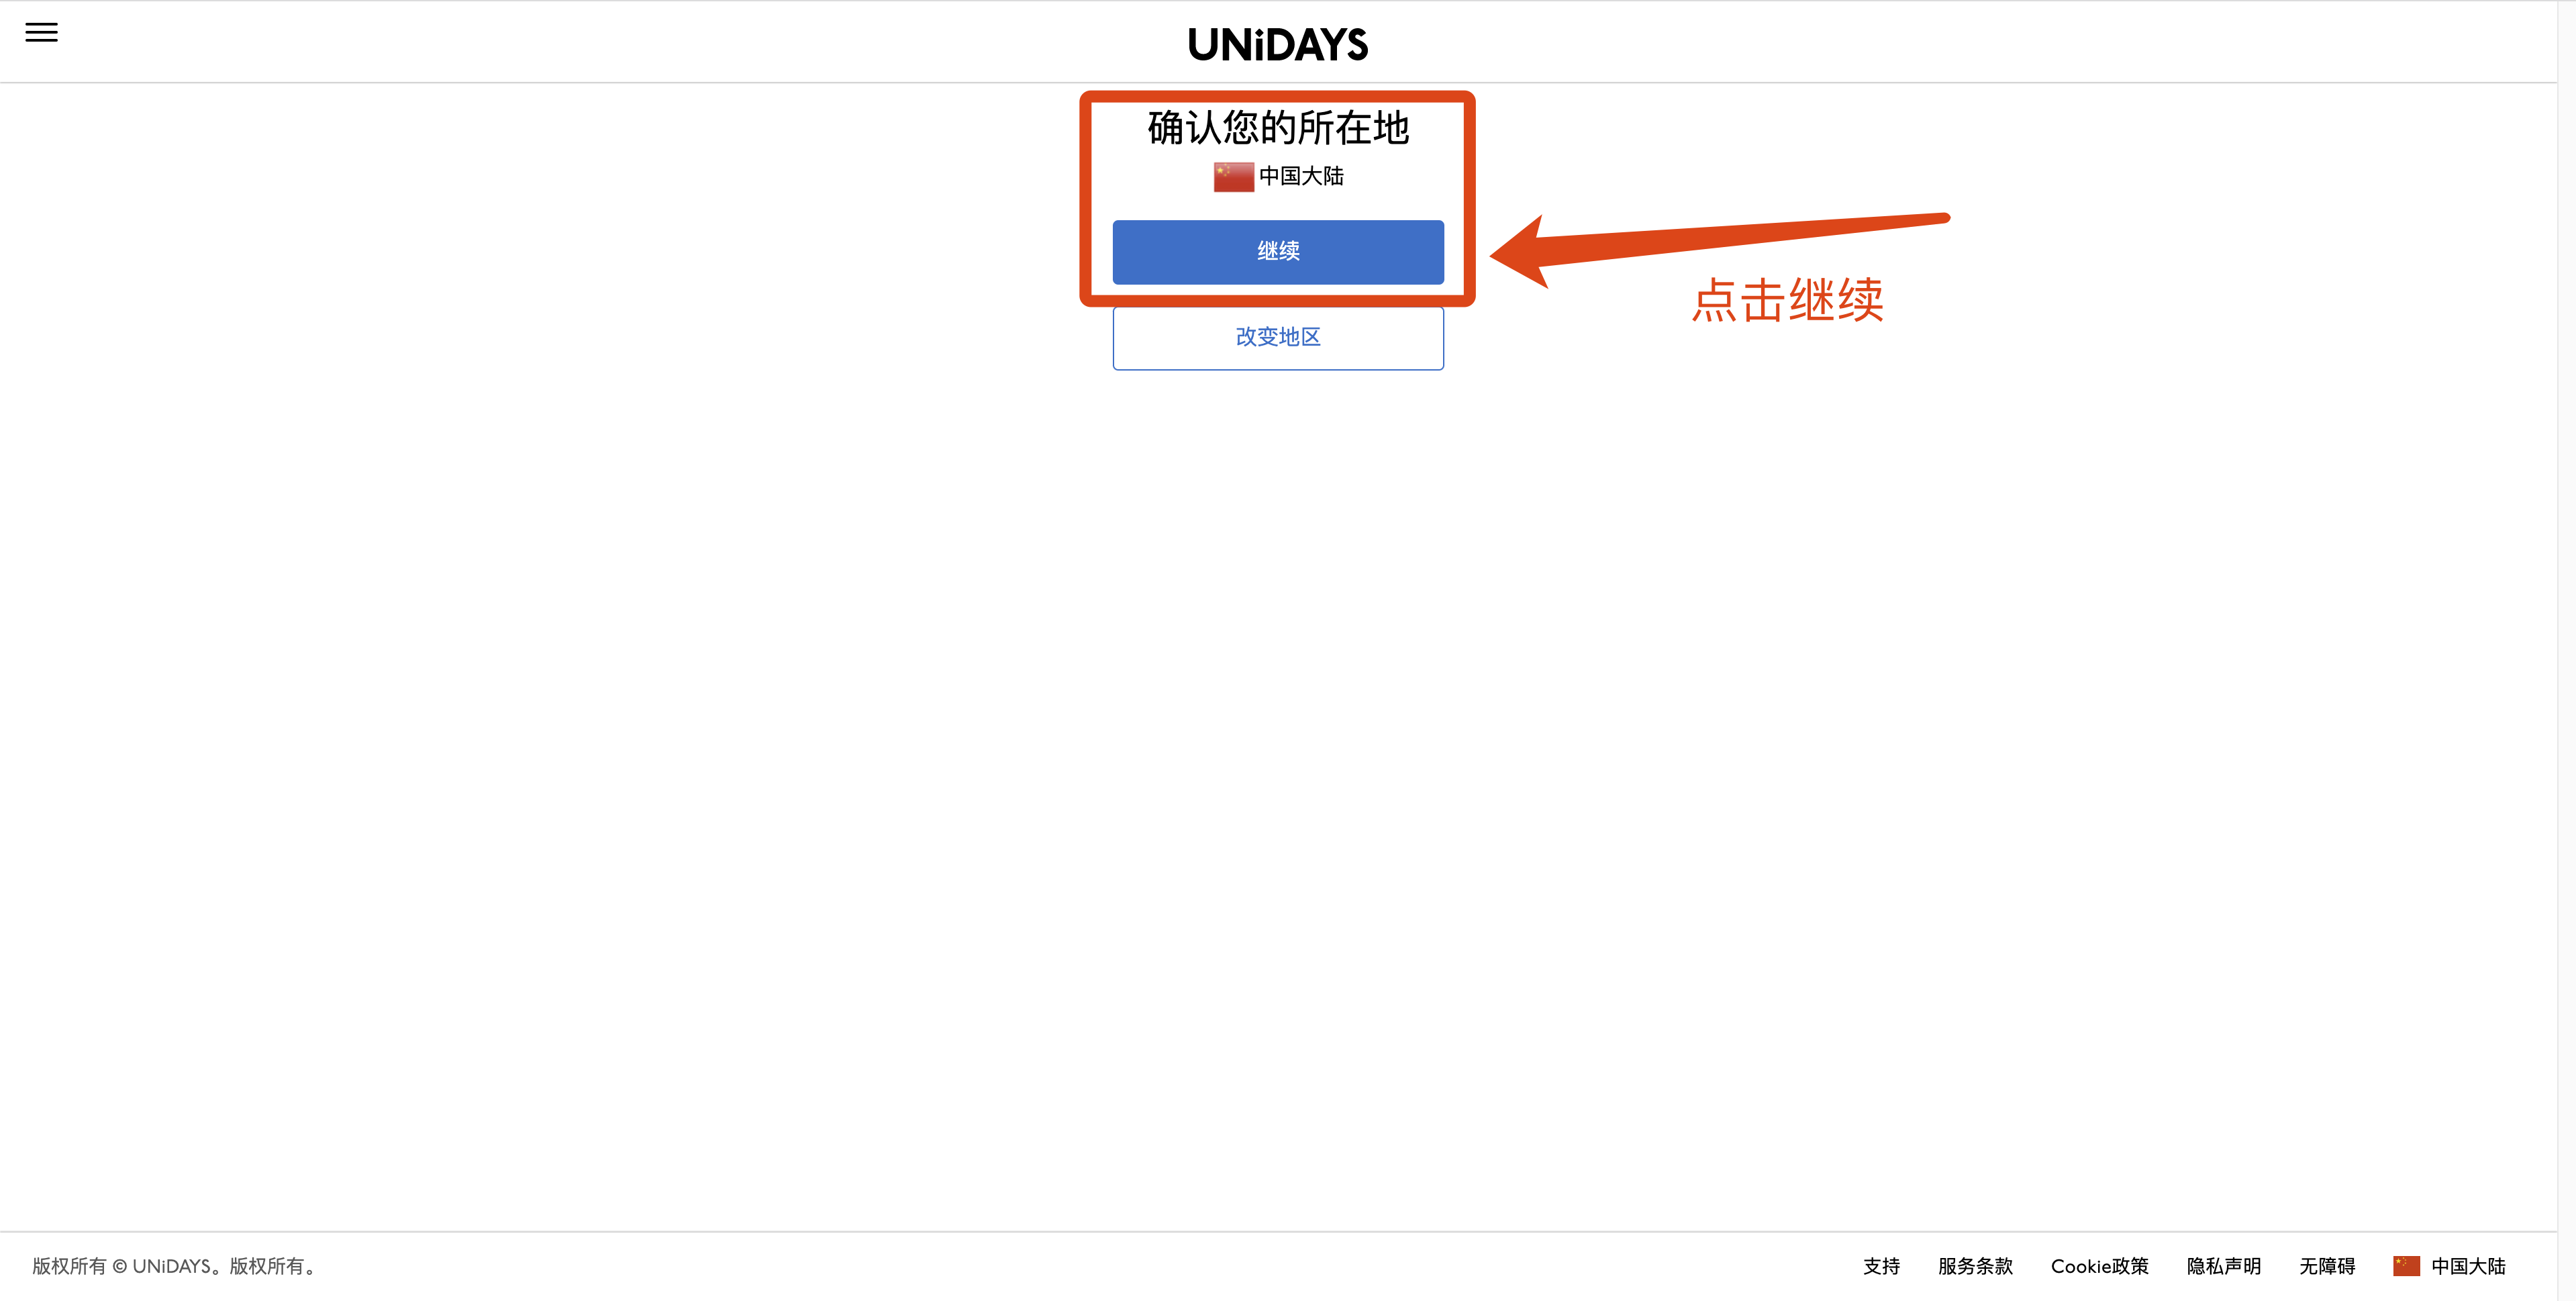 UNiDAYS
确认您的所在地
中国大陆
继续
点击继续
改变地区
版权所有 © UNiDAYS。版权所有。
支持 服务条款 Cookie政策 隐私声明 无障碍 中国大陆